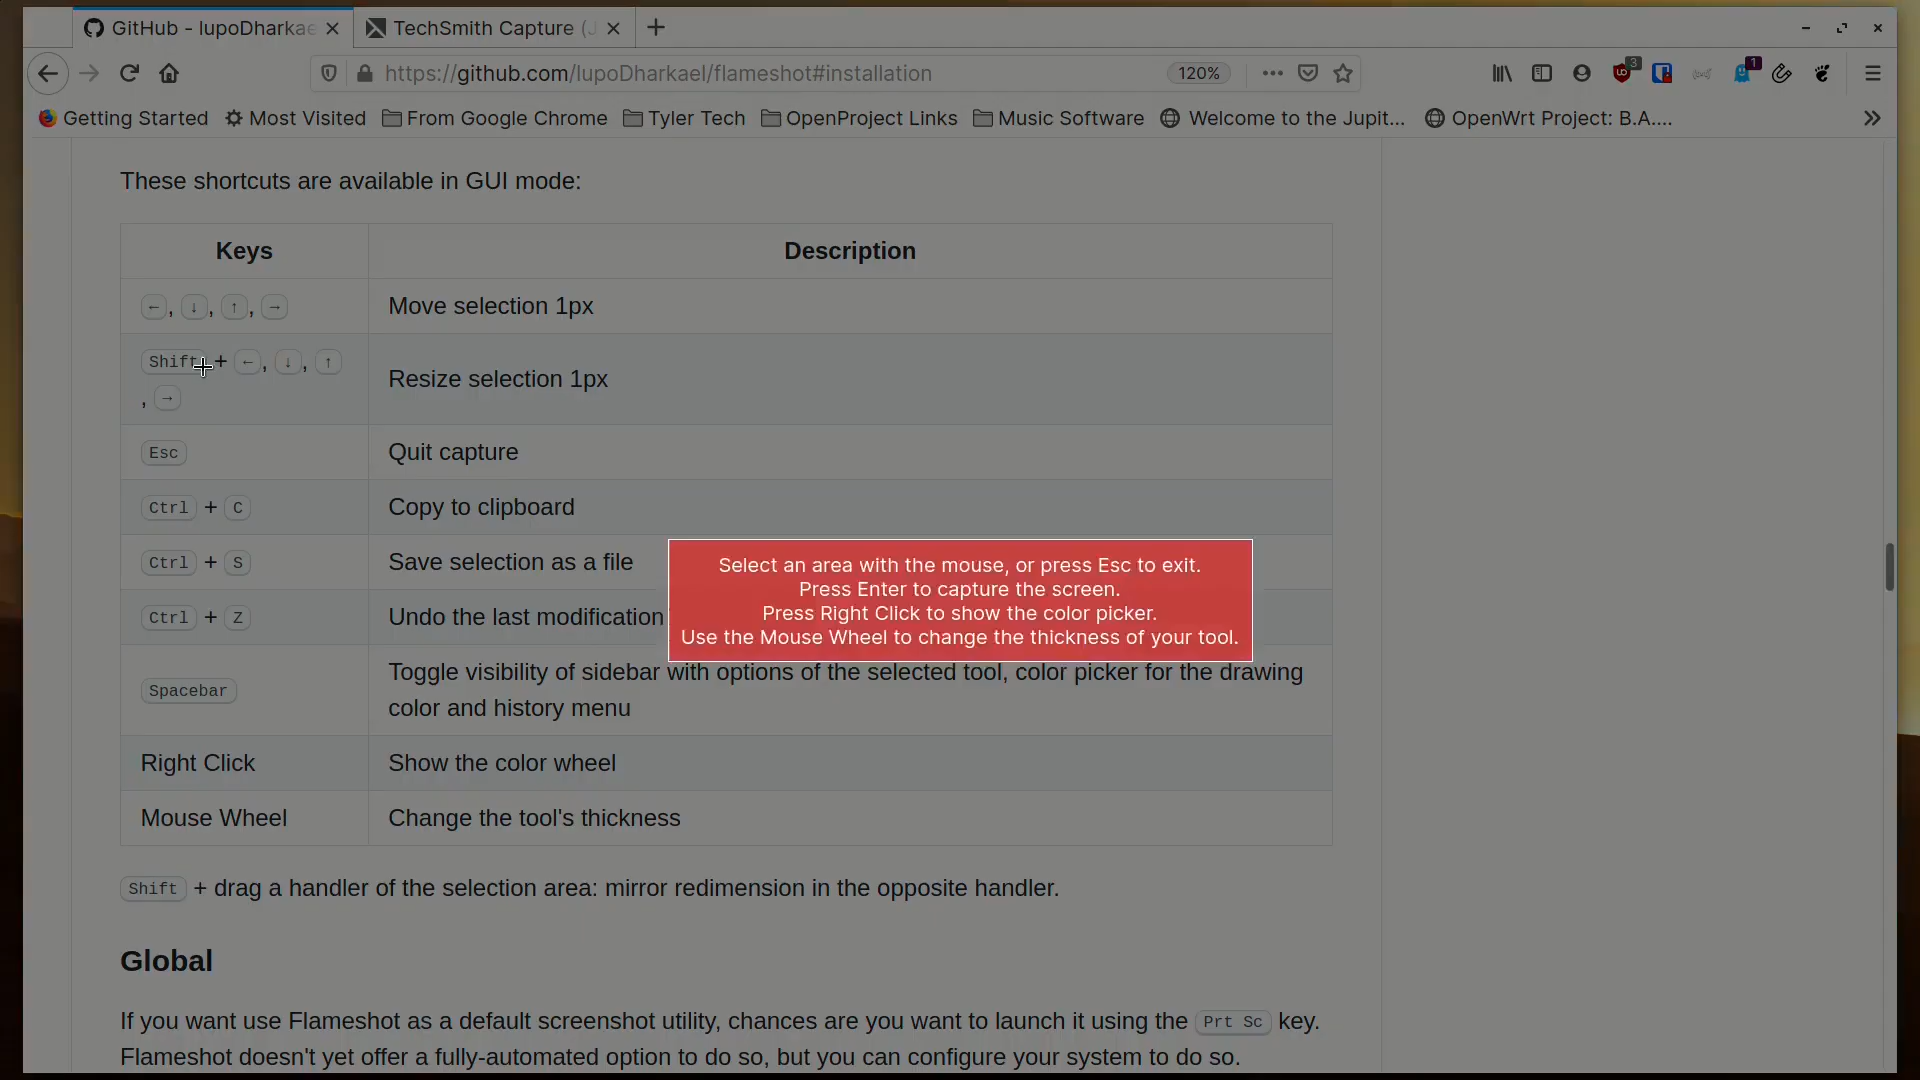 GitHub - lupoDharkae
TechSmith Capture (J
https://github.com/lupoDharkael/flameshot#installation
120%
3
1
Getting Started
Most Visited
From Google Chrome
Tyler Tech
OpenProject Links
Music Software
Welcome to the Jupit...
OpenWrt Project: B.A....
These shortcuts are available in GUI mode:
Keys Description
←, ↓, ↑, → Move selection 1px
Shift + ←, ↓, ↑
, →
Resize selection 1px
Esc Quit capture
Ctrl + C Copy to clipboard
Ctrl + S Save selection as a file
Ctrl + Z Undo the last modification
Select an area with the mouse, or press Esc to exit.
Press Enter to capture the screen.
Press Right Click to show the color picker.
Use the Mouse Wheel to change the thickness of your tool.
Spacebar
Toggle visibility of sidebar with options of the selected tool, color picker for the drawing
color and history menu
Right Click Show the color wheel
Mouse Wheel Change the tool's thickness
Shift + drag a handler of the selection area: mirror redimension in the opposite handler.
Global
If you want use Flameshot as a default screenshot utility, chances are you want to launch it using the Prt Sc key.
Flameshot doesn't yet offer a fully-automated option to do so, but you can configure your system to do so.